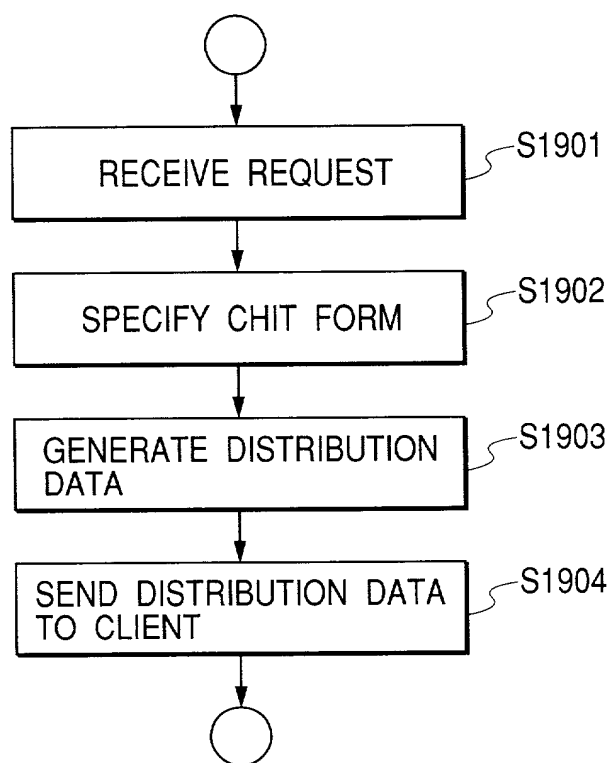 RECEIVE REQUEST
S1901
SPECIFY CHIT FORM
S1902
GENERATE DISTRIBUTION
DATA
S1903
SEND DISTRIBUTION DATA
TO CLIENT
S1904